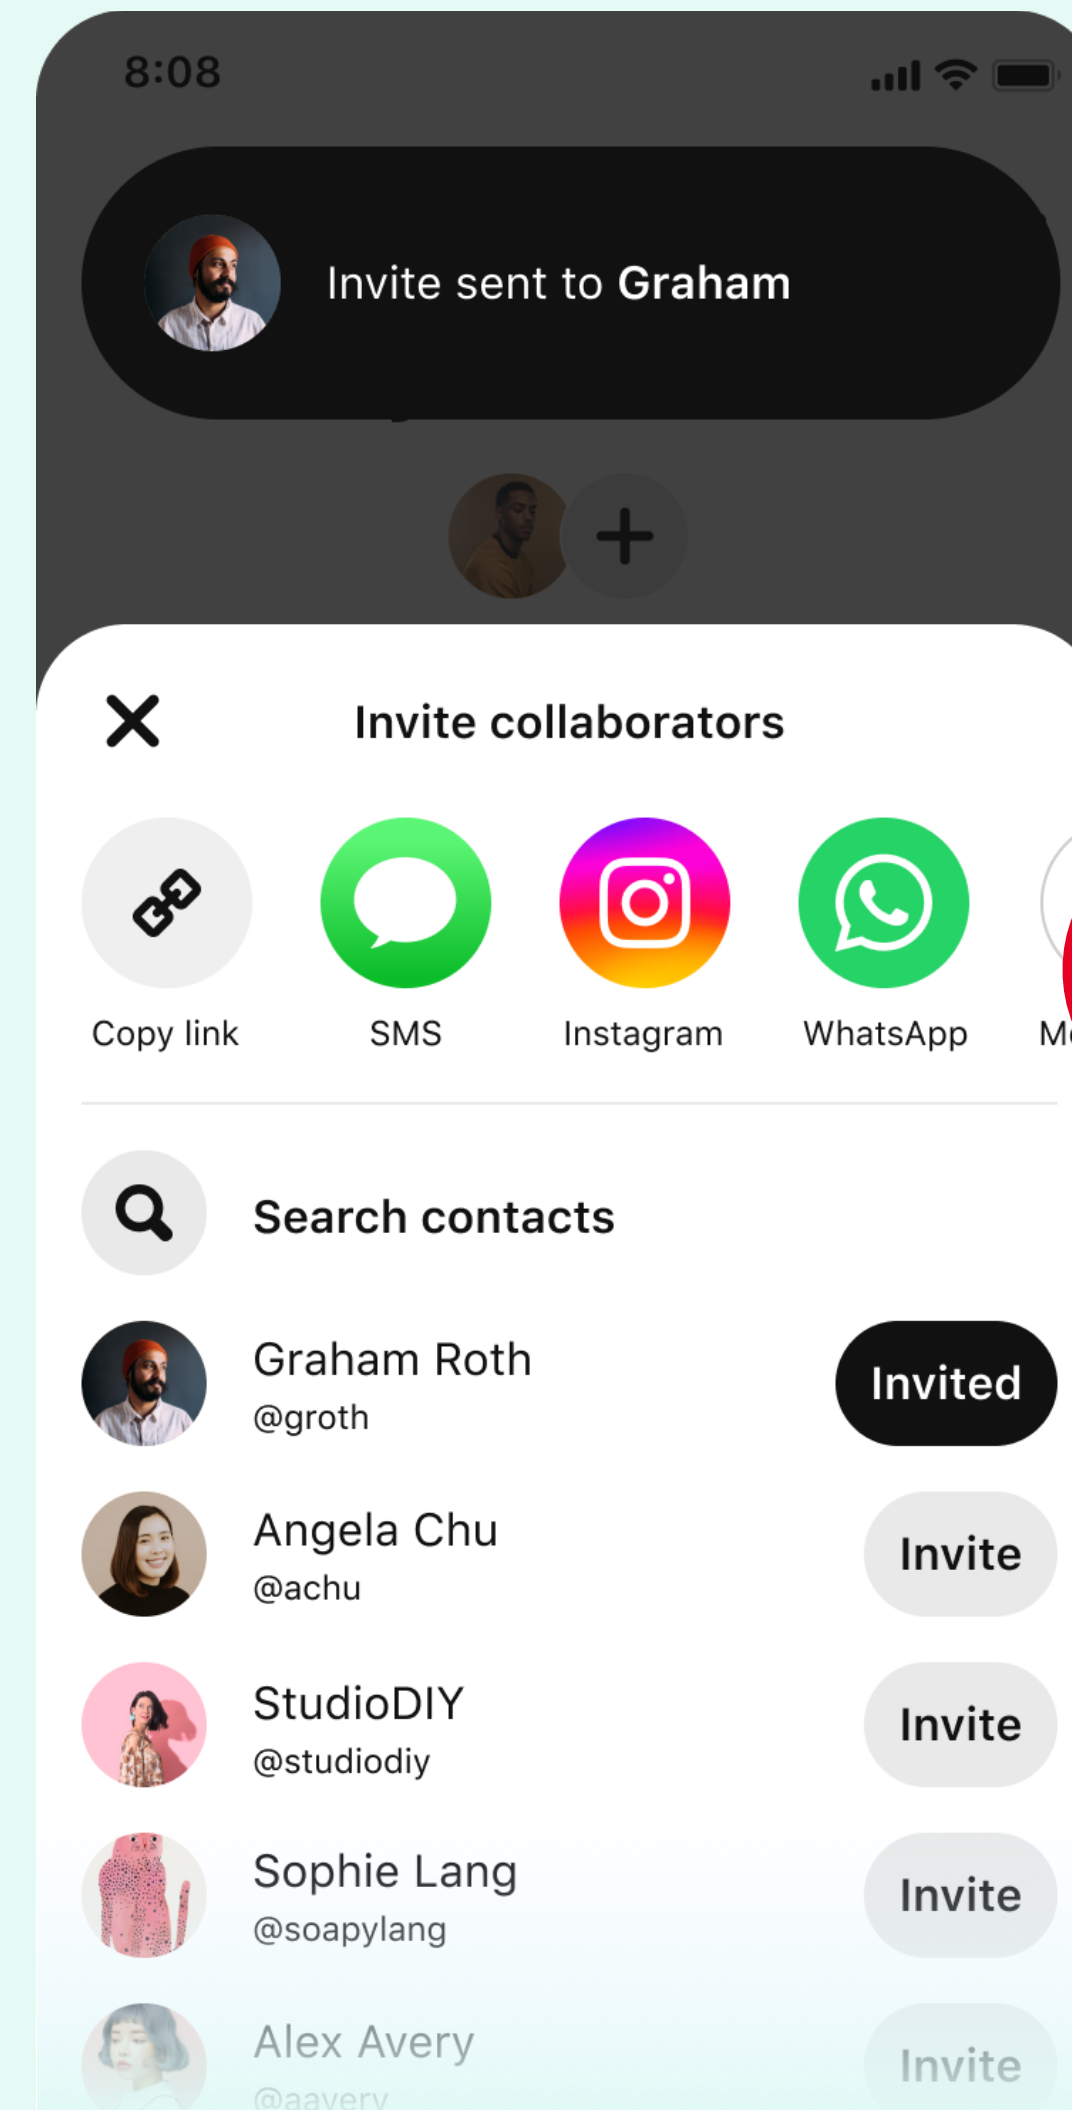 8:08
Invite sent to Graham
Invite collaborators
Copy link
SMS
Instagram
WhatsApp
Search contacts
Graham Roth
@groth
Invited
Angela Chu
@achu
Invite
StudioDIY
@studiodiy
Invite
Sophie Lang
@soapylang
Invite
Alex Avery
@aavery
Invite